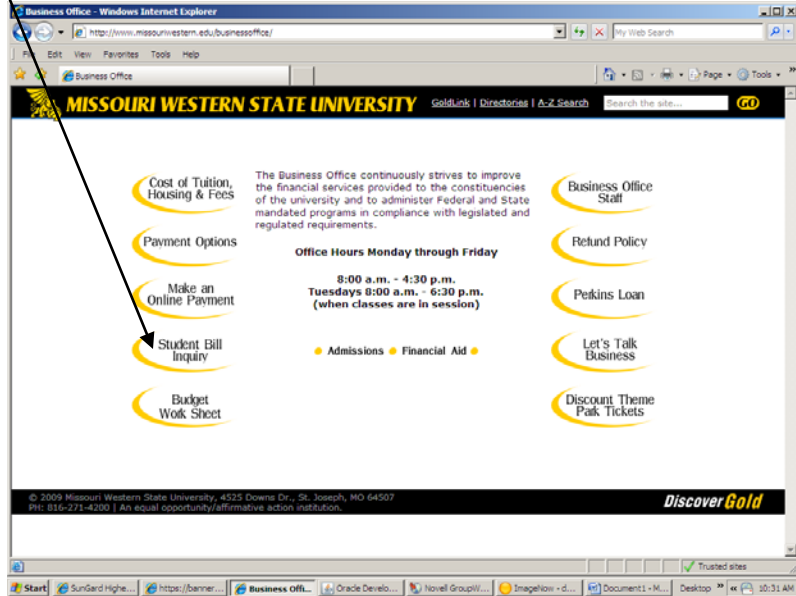 Business Office - Windows Internet Explorer
http://www.missouriwestern.edu/businessoffice/
My Web Search
File Edit View Favorites Tools Help
Business Office
Page Tools
MISSOURI WESTERN STATE UNIVERSITY
GoldLink | Directories | A-Z Search
Search the site...
GO
Cost of Tuition,
Housing & Fees
Payment Options
Make an
Online Payment
Student Bill
Inquiry
Budget
Work Sheet
The Business Office continuously strives to improve
the financial services provided to the constituencies
of the university and to administer Federal and State
mandated programs in compliance with legislated and
regulated requirements.
Office Hours Monday through Friday
8:00 a.m. - 4:30 p.m.
Tuesdays 8:00 a.m. - 6:30 p.m.
(when classes are in session)
Admissions Financial Aid
Business Office
Staff
Refund Policy
Perkins Loan
Let's Talk
Business
Discount Theme
Park Tickets
© 2009 Missouri Western State University, 4525 Downs Dr., St. Joseph, MO 64507
PH: 816-271-4200 | An equal opportunity/affirmative action institution.
Discover Gold
Trusted sites
Start SunGard Highe... https://banner... Business Offi... Oracle Develo... Novell GroupW... ImageNow - d... Document1 - M... Desktop » « 10:31 AM